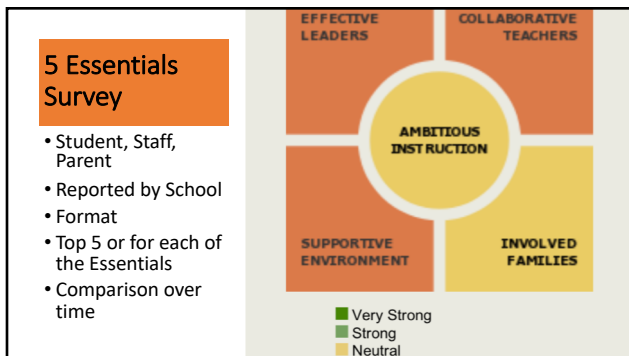 5 Essentials
Survey
• Student, Staff,
Parent
• Reported by School
• Format
• Top 5 or for each of
the Essentials
• Comparison over
time
EFFECTIVE
LEADERS
COLLABORATIVE
TEACHERS
AMBITIOUS
INSTRUCTION
SUPPORTIVE
ENVIRONMENT
INVOLVED
FAMILIES
Very Strong
Strong
Neutral